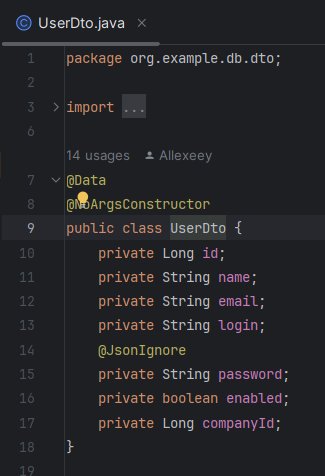 UserDto.java
1 package org.example.db.dto;
2
3 import ...
6
14 usages Allexeey
7 @Data
8 @NoArgsConstructor
9 public class UserDto {
10 private Long id;
11 private String name;
12 private String email;
13 private String login;
14 @JsonIgnore
15 private String password;
16 private boolean enabled;
17 private Long companyId;
18 }
19